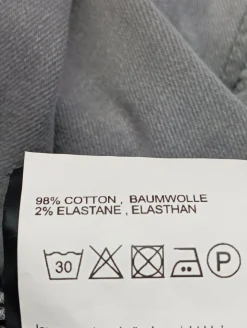 98% COTTON , BAUMWOLLE
2% ELASTANE , ELASTHAN
30 P